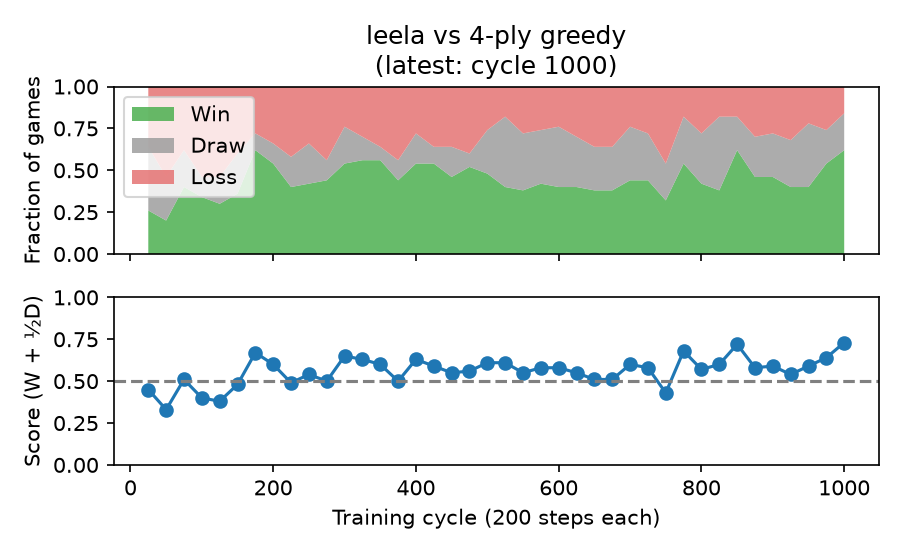 leela vs 4-ply greedy
(latest: cycle 1000)
Fraction of games
1.00
0.75
0.50
0.25
0.00
Win
Draw
Loss
Score (W + ½D)
1.00
0.75
0.50
0.25
0.00
0 200 400 600 800 1000
Training cycle (200 steps each)